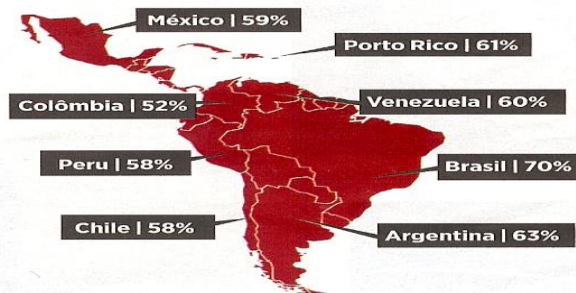 México | 59%
Porto Rico | 61%
Colômbia | 52%
Venezuela | 60%
Peru | 58%
Brasil | 70%
Chile | 58%
Argentina | 63%